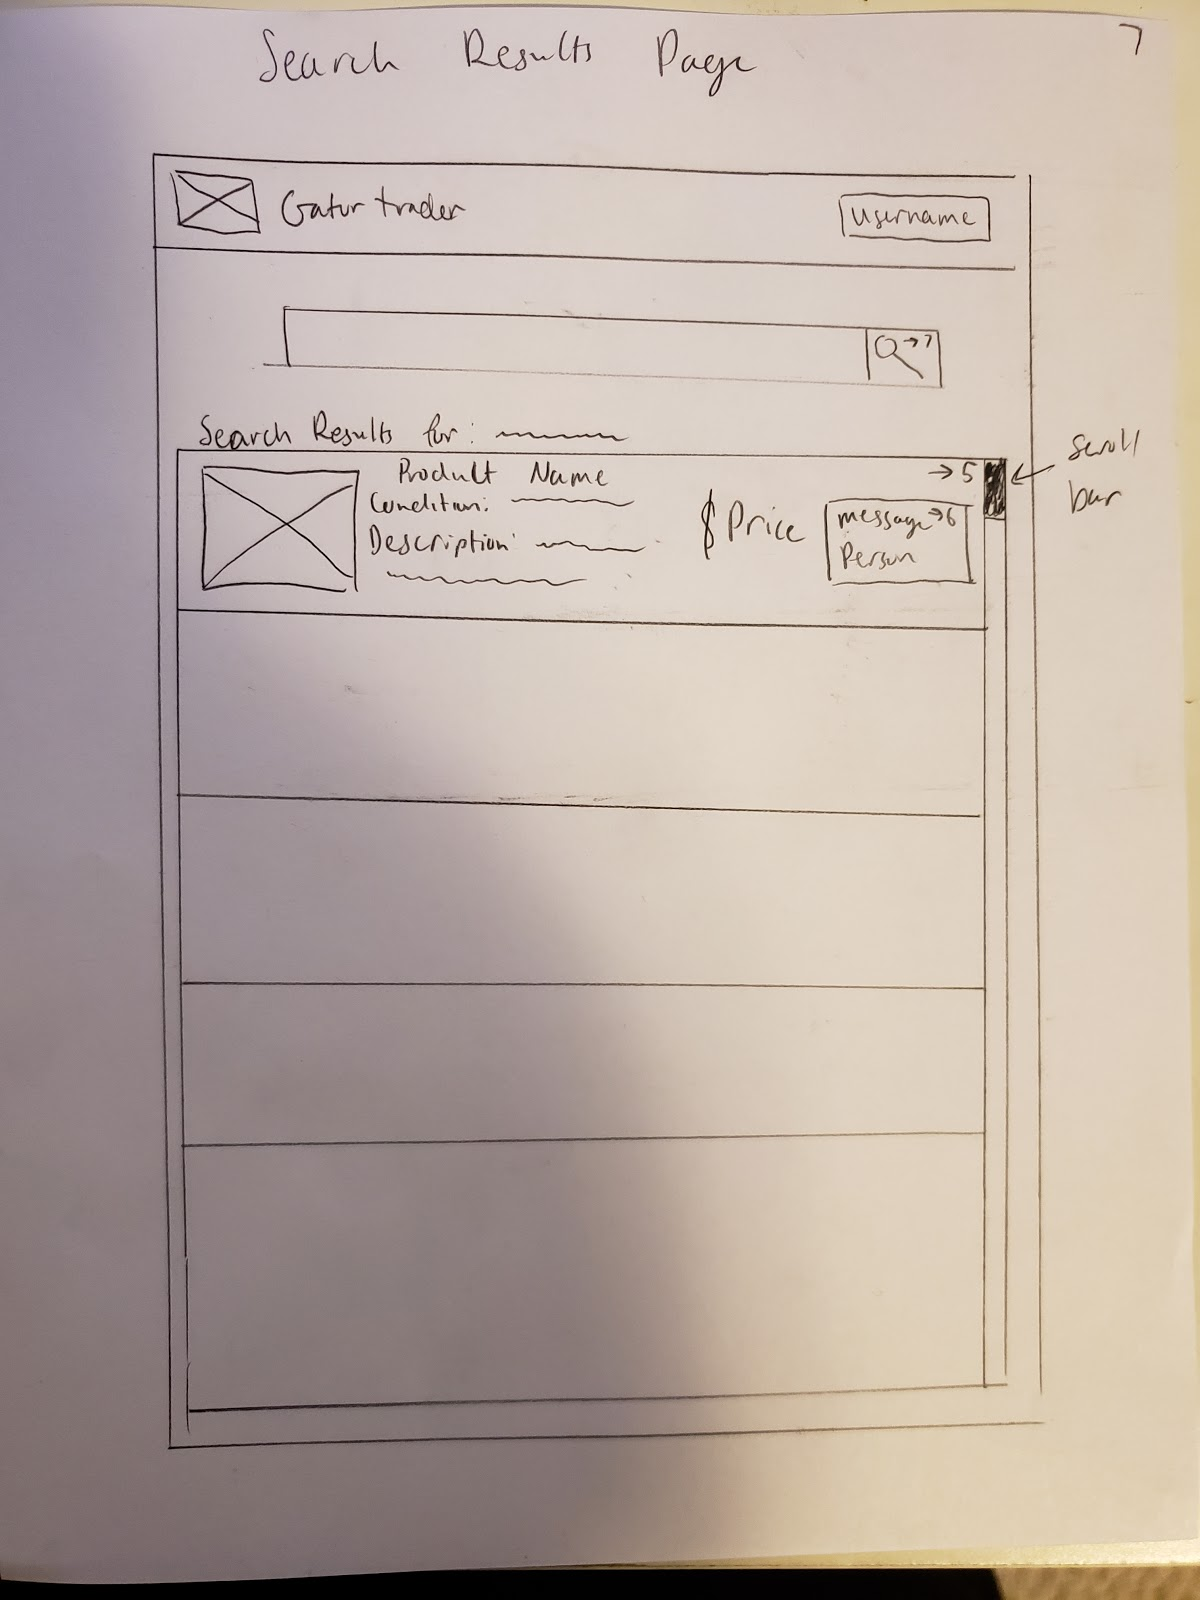 Search Results Page
7
Gator trader
Username
→7
Search Results for:
Product Name
→5
scroll
bar
Condition:
$ Price
message→6
Person
Description: